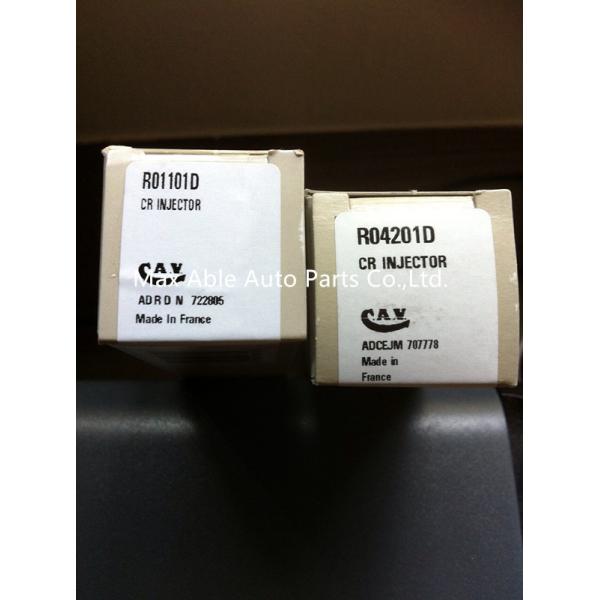 R01101D
CR INJECTOR
C.A.V.
ADRDN 722805
Made In France
R04201D
CR INJECTOR
C.A.V.
ADCEJM 707778
Made in
France
Max Able Auto Parts Co.,Ltd.